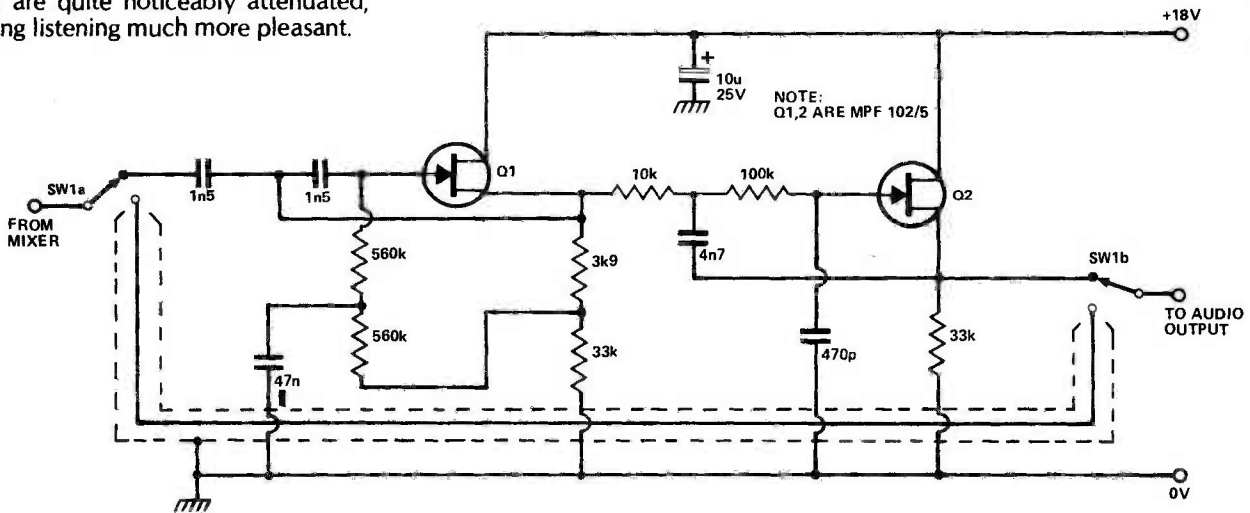 are quite noticeably attenuated,
ng listening much more pleasant.
+18V
+
10u
25V
NOTE:
Q1,2 ARE MPF 102/5
SW1a
FROM
MIXER
1n5
1n5
Q1
10k
100k
Q2
560k
3k9
4n7
SW1b
TO AUDIO
OUTPUT
560k
33k
470p
33k
47n
0V